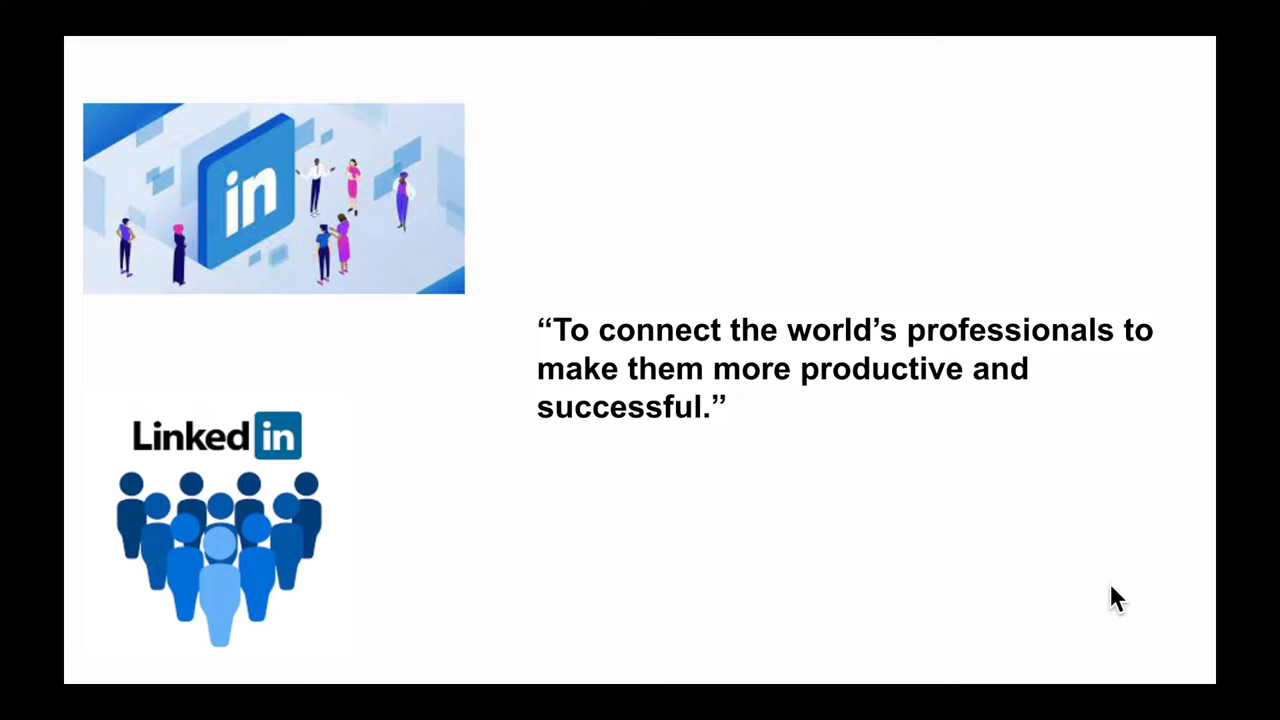 in
“To connect the world’s professionals to
make them more productive and
successful.”
Linked in